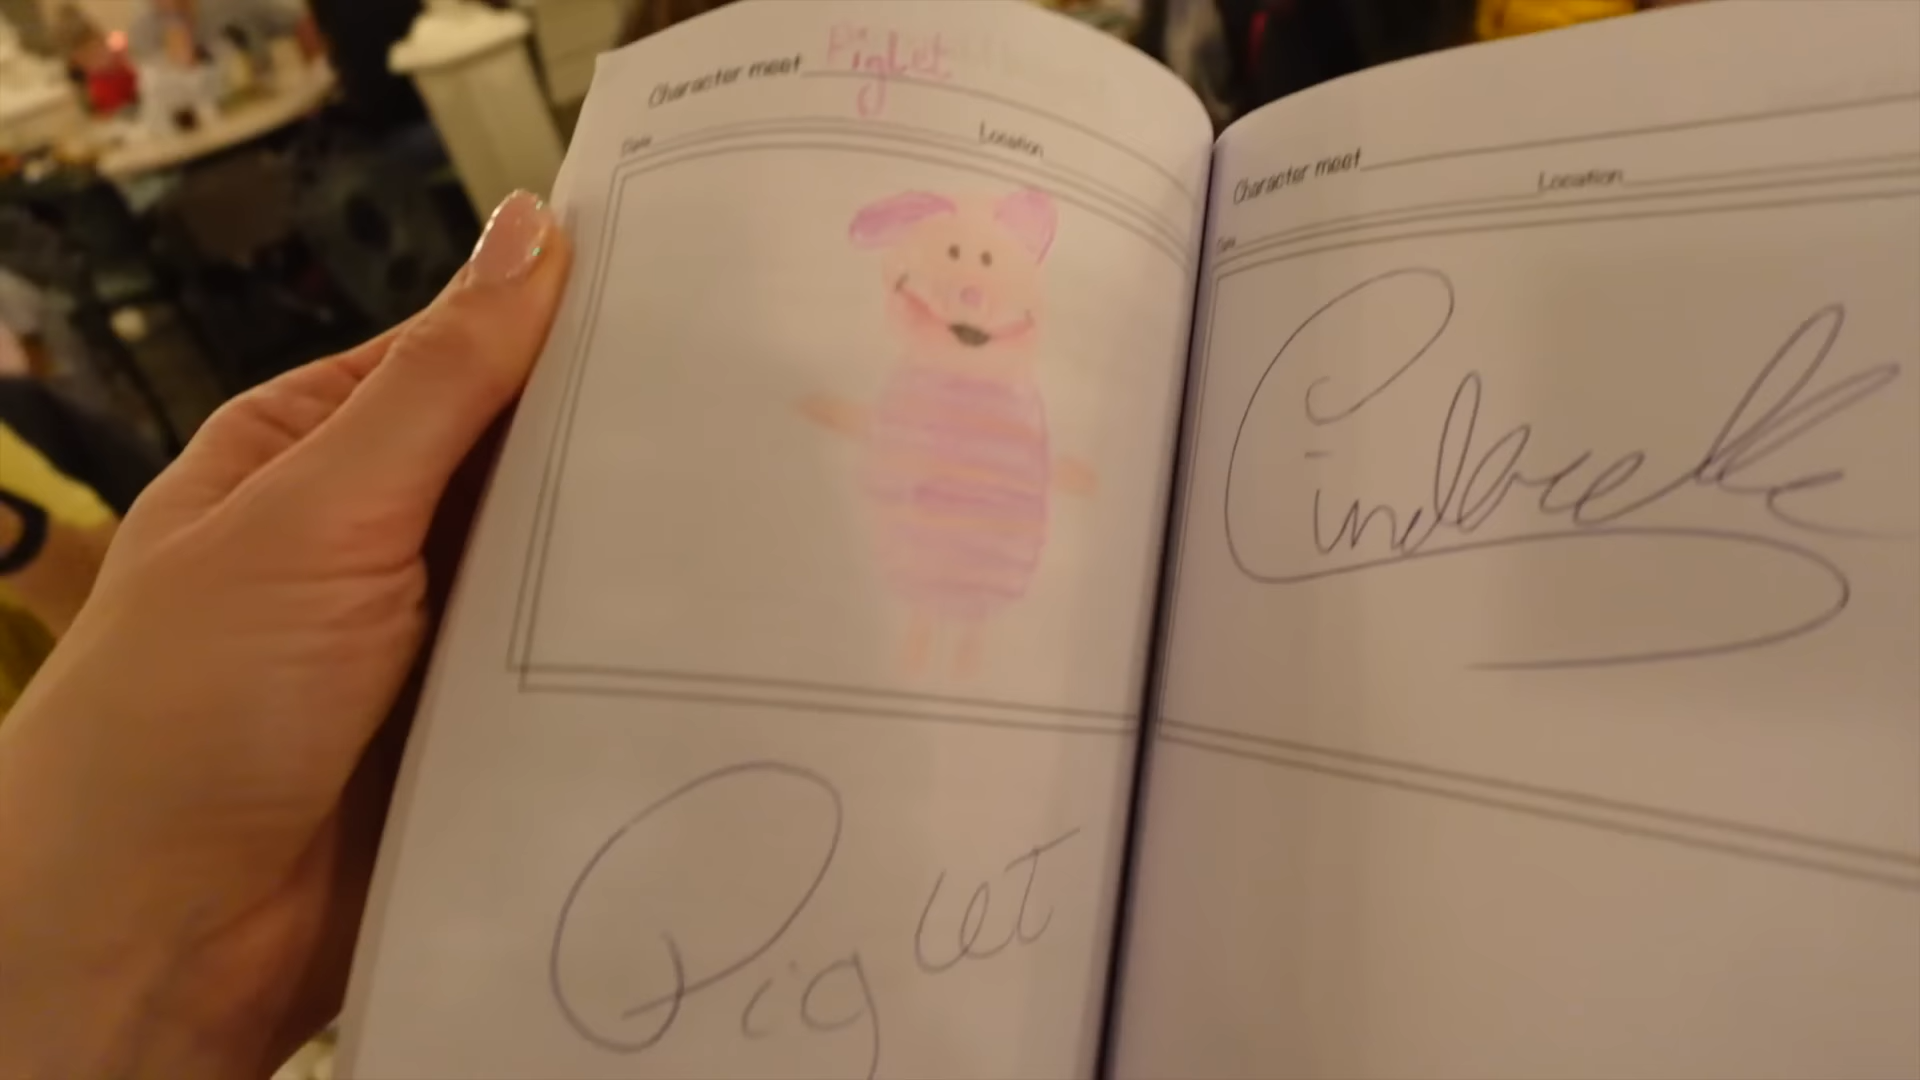 Character meet Piglet
Date Location
Piglet
Character meet
Location
Date
Cinderella